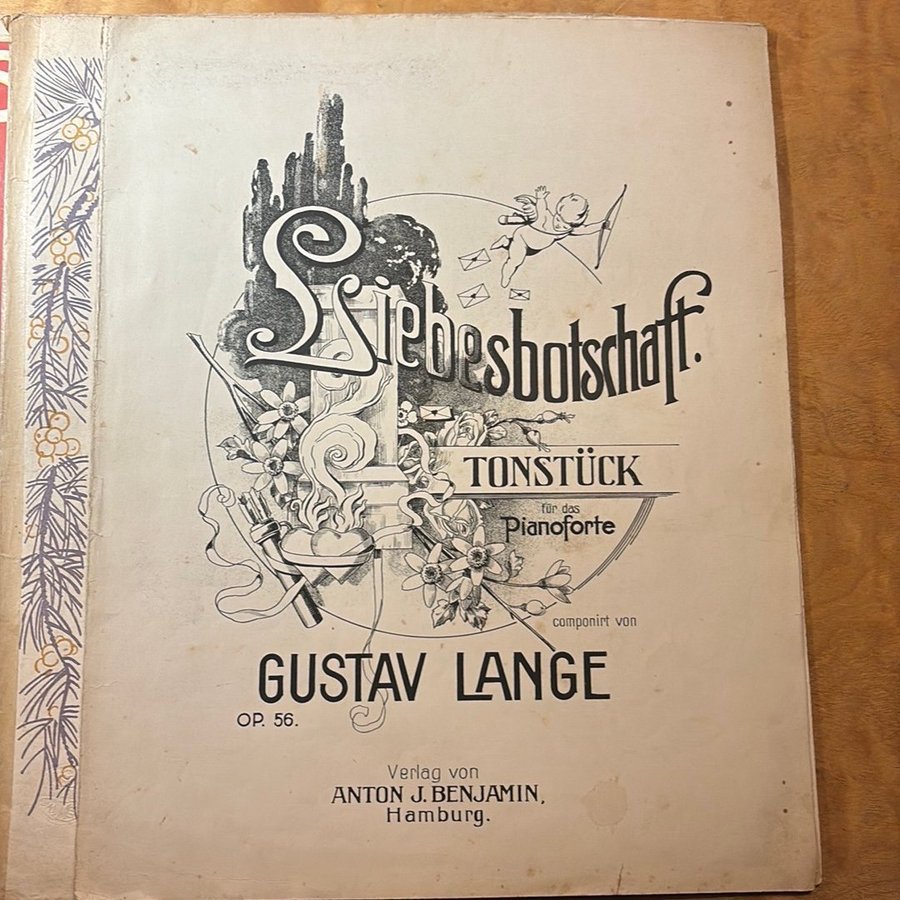 Liebesbotschaft.
TONSTÜCK
für das
Pianoforte
componirt von
GUSTAV LANGE
OP. 56.
Verlag von
ANTON J. BENJAMIN,
Hamburg.